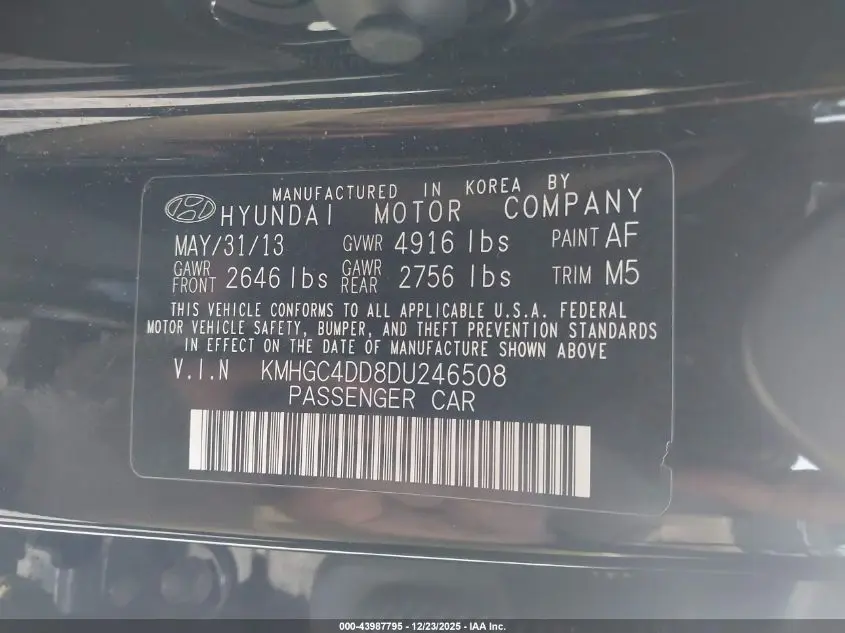 MANUFACTURED IN KOREA BY
HYUNDAI MOTOR COMPANY
MAY/31/13 GVWR 4916 lbs PAINT AF
GAWR FRONT 2646 lbs GAWR REAR 2756 lbs TRIM M5
THIS VEHICLE CONFORMS TO ALL APPLICABLE U.S.A. FEDERAL
MOTOR VEHICLE SAFETY, BUMPER, AND THEFT PREVENTION STANDARDS
IN EFFECT ON THE DATE OF MANUFACTURE SHOWN ABOVE
V.I.N KMHGC4DD8DU246508
PASSENGER CAR
000-43987795 - 12/23/2025 - IAA Inc.